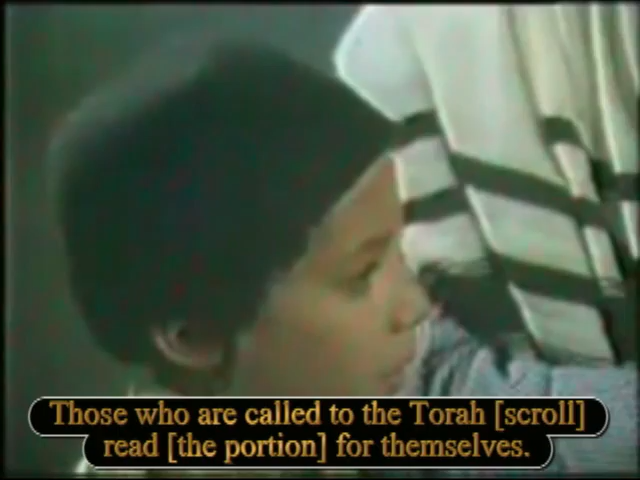 Those who are called to the Torah [scroll]
read [the portion] for themselves.